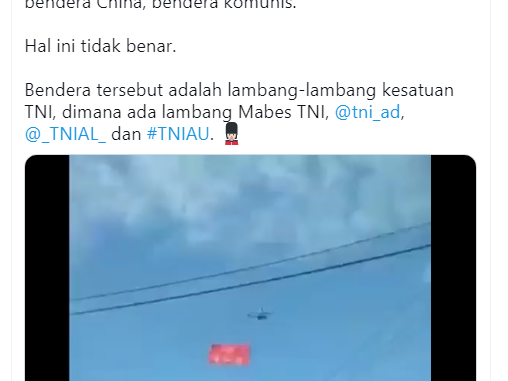 bendera China, bendera komunis.
Hal ini tidak benar.
Bendera tersebut adalah lambang-lambang kesatuan
TNI, dimana ada lambang Mabes TNI, @tni_ad,
@_TNIAL_ dan #TNIAU.